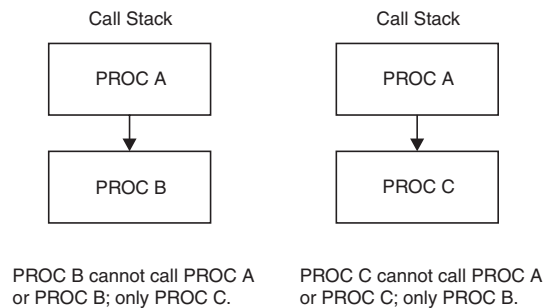 Call Stack
PROC A
PROC B
PROC B cannot call PROC A
or PROC B; only PROC C.
Call Stack
PROC A
PROC C
PROC C cannot call PROC A
or PROC C; only PROC B.